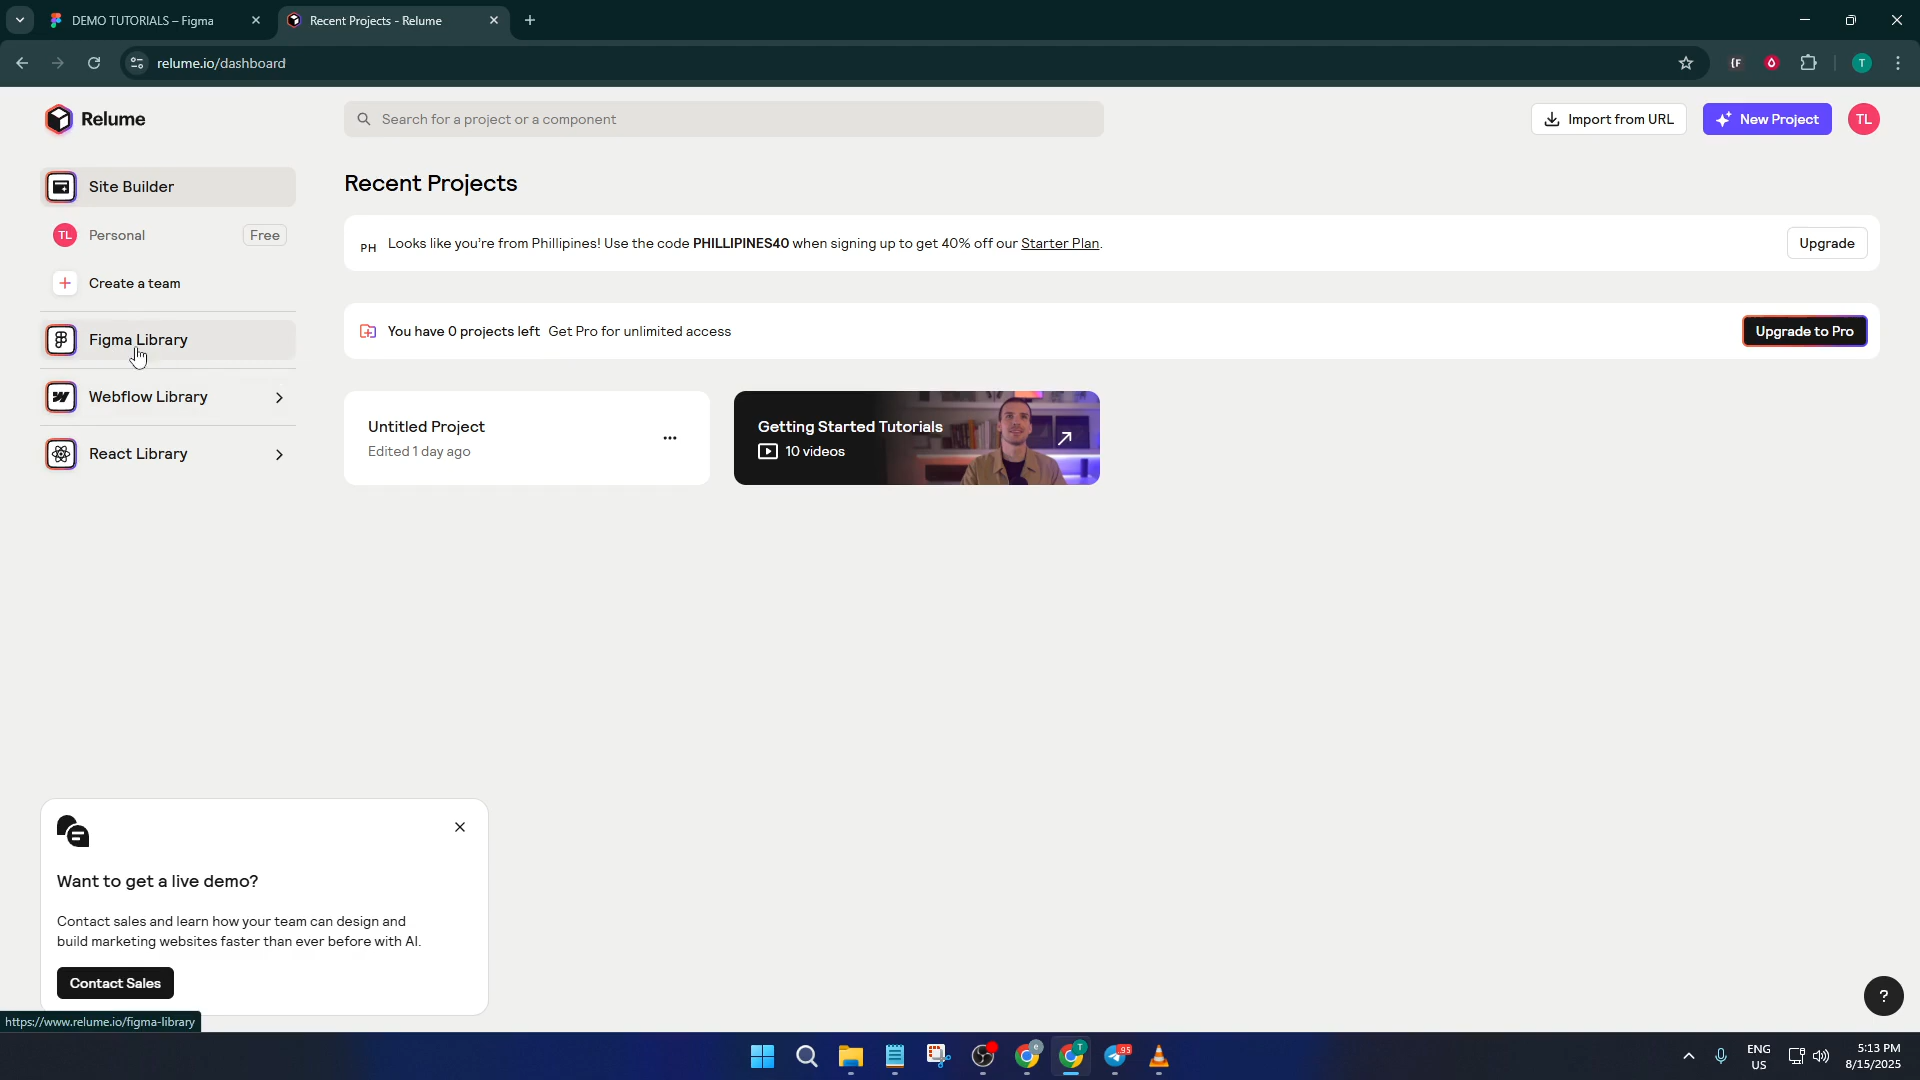 DEMO TUTORIALS – Figma
Recent Projects - Relume
relume.io/dashboard
T
Relume
Search for a project or a component
Import from URL
New Project
TL
Site Builder
TL Personal Free
Create a team
Figma Library
Webflow Library
React Library
Recent Projects
PH Looks like you're from Phillipines! Use the code PHILLIPINES40 when signing up to get 40% off our Starter Plan.
Upgrade
You have 0 projects left Get Pro for unlimited access
Upgrade to Pro
Untitled Project
Edited 1 day ago
Getting Started Tutorials
10 videos
Want to get a live demo?
Contact sales and learn how your team can design and
build marketing websites faster than ever before with AI.
Contact Sales
?
https://www.relume.io/figma-library
e
T
95
ENG
US
5:13 PM
8/15/2025